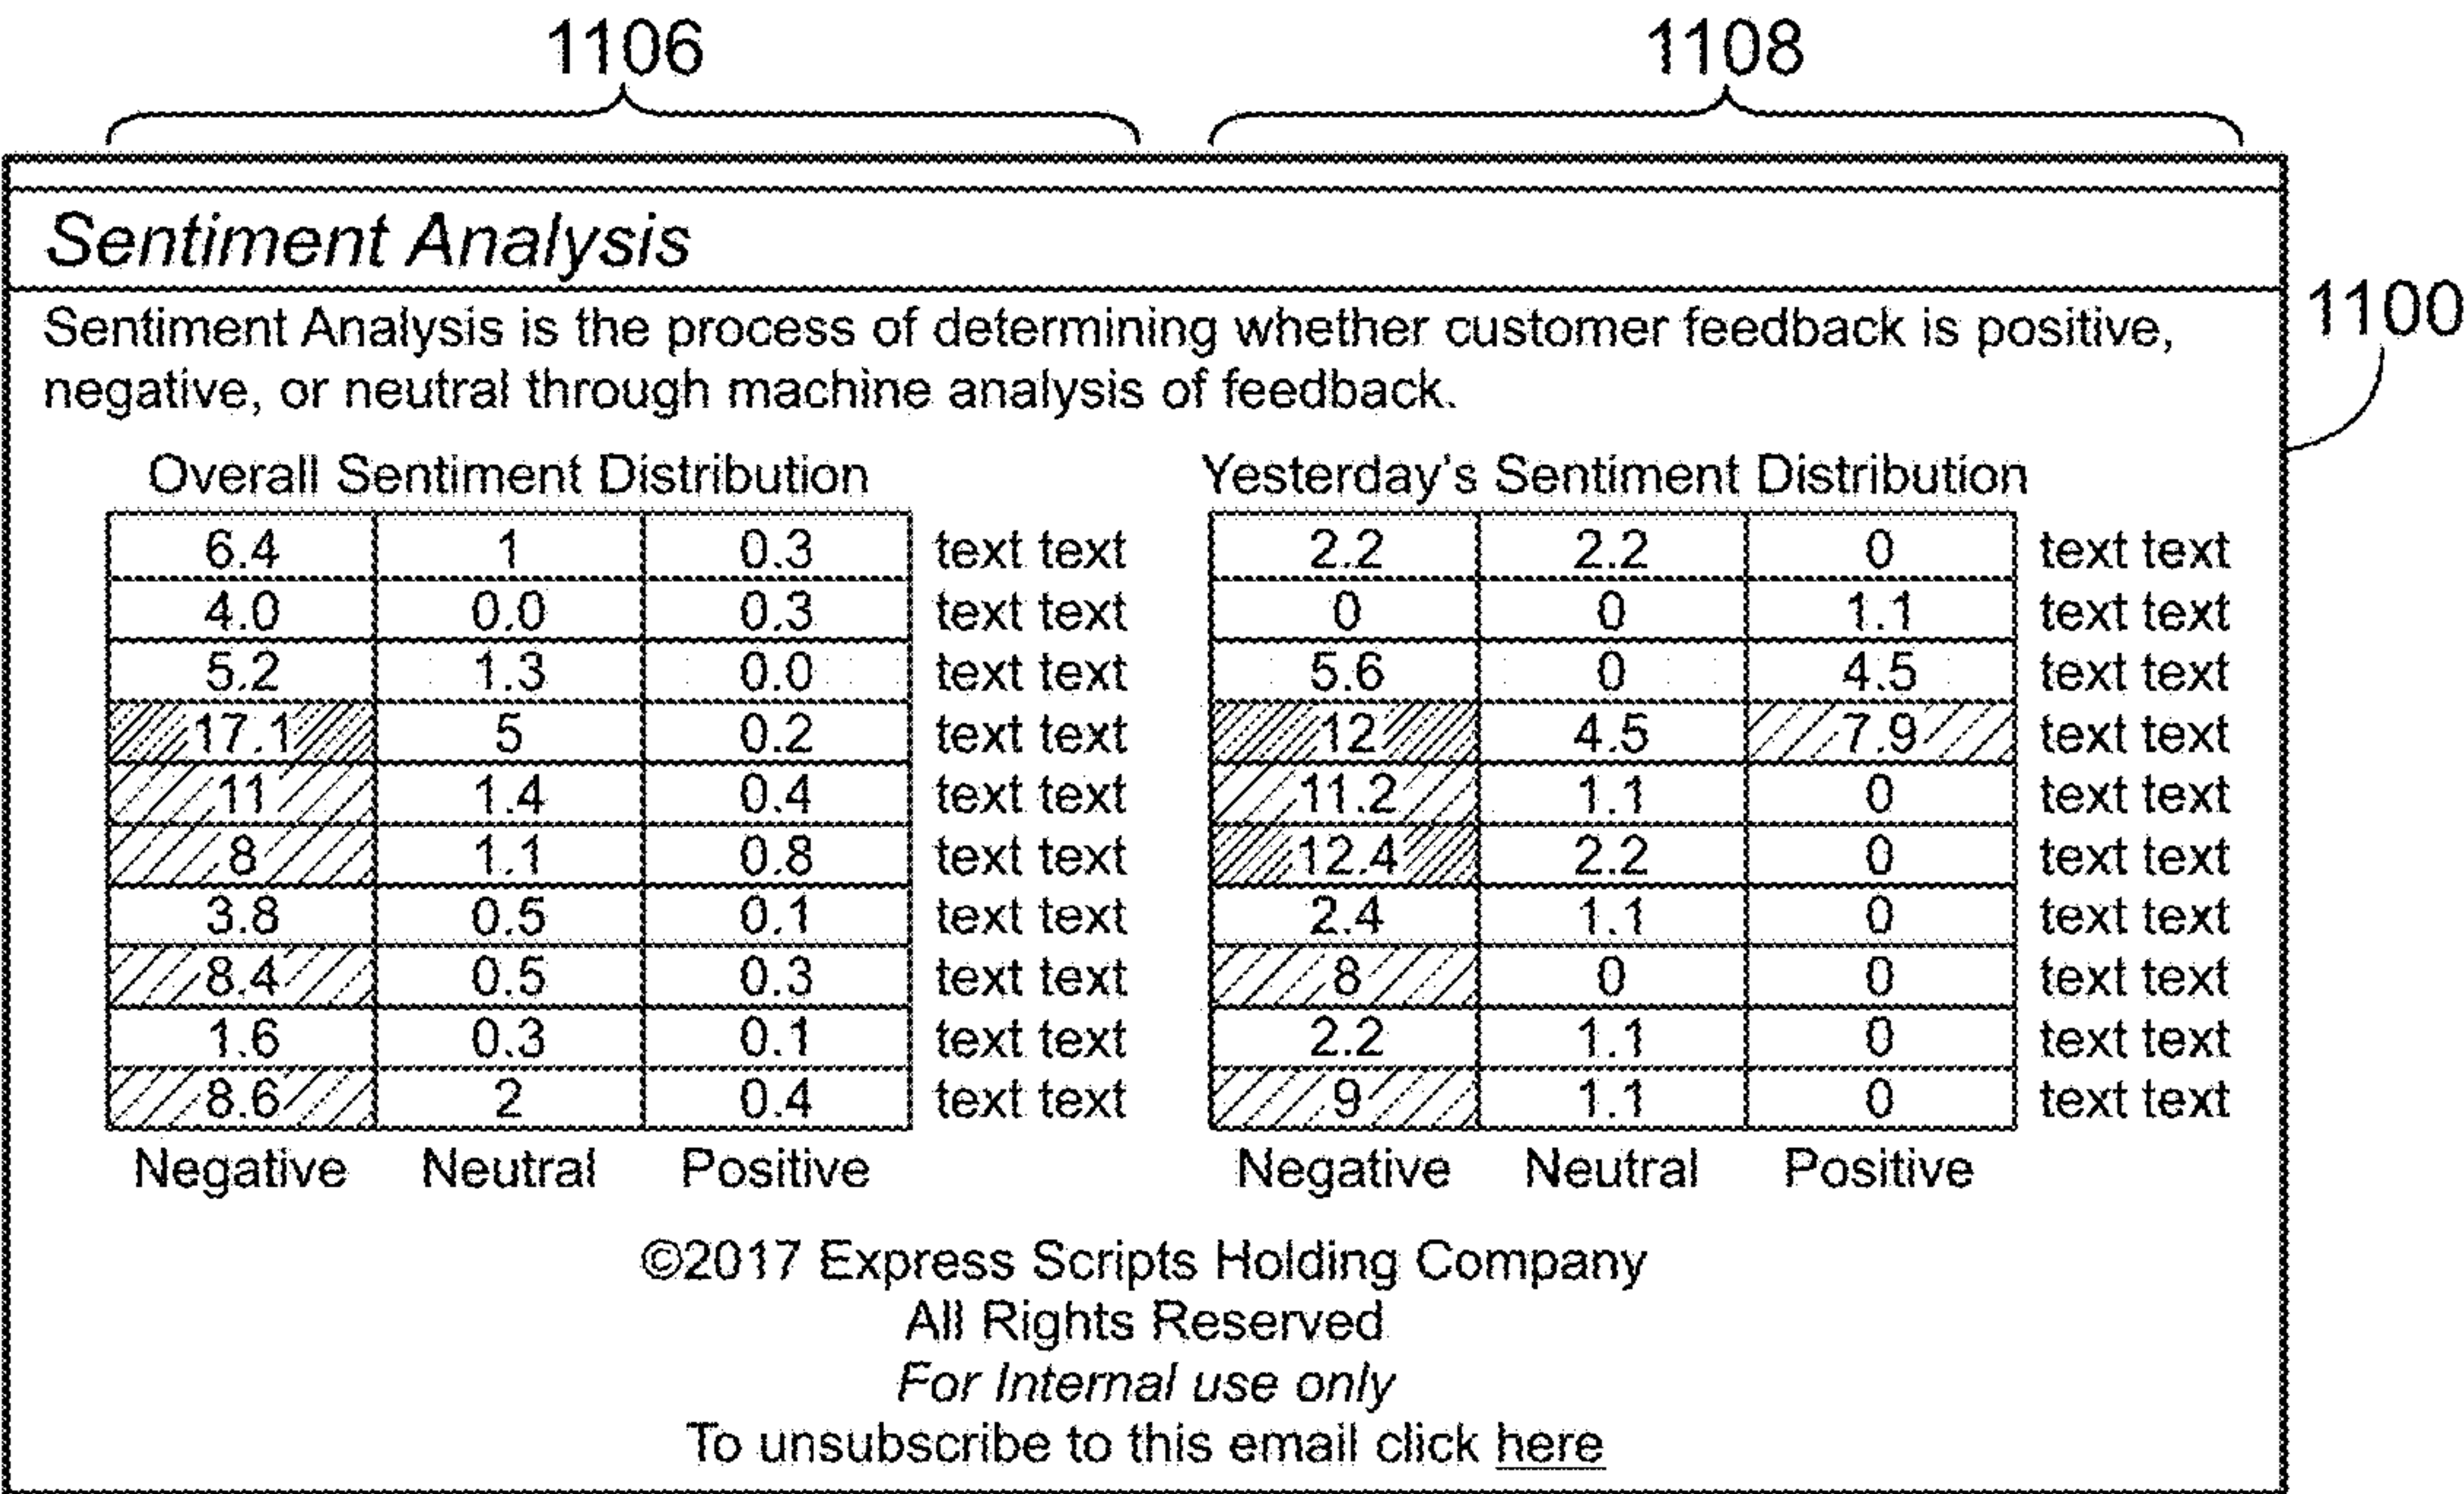 1106 1108
Sentiment Analysis
1100
Sentiment Analysis is the process of determining whether customer feedback is positive,
negative, or neutral through machine analysis of feedback.
Overall Sentiment Distribution Yesterday's Sentiment Distribution
6.4 1 0.3 text text 2.2 2.2 0 text text
4.0 0.0 0.3 text text 0 0 1.1 text text
5.2 1.3 0.0 text text 5.6 0 4.5 text text
17.1 5 0.2 text text 12 4.5 7.9 text text
11 1.4 0.4 text text 11.2 1.1 0 text text
8 1.1 0.8 text text 12.4 2.2 0 text text
3.8 0.5 0.1 text text 2.4 1.1 0 text text
8.4 0.5 0.3 text text 8 0 0 text text
1.6 0.3 0.1 text text 2.2 1.1 0 text text
8.6 2 0.4 text text 9 1.1 0 text text
Negative Neutral Positive Negative Neutral Positive
©2017 Express Scripts Holding Company
All Rights Reserved
For Internal use only
To unsubscribe to this email click here